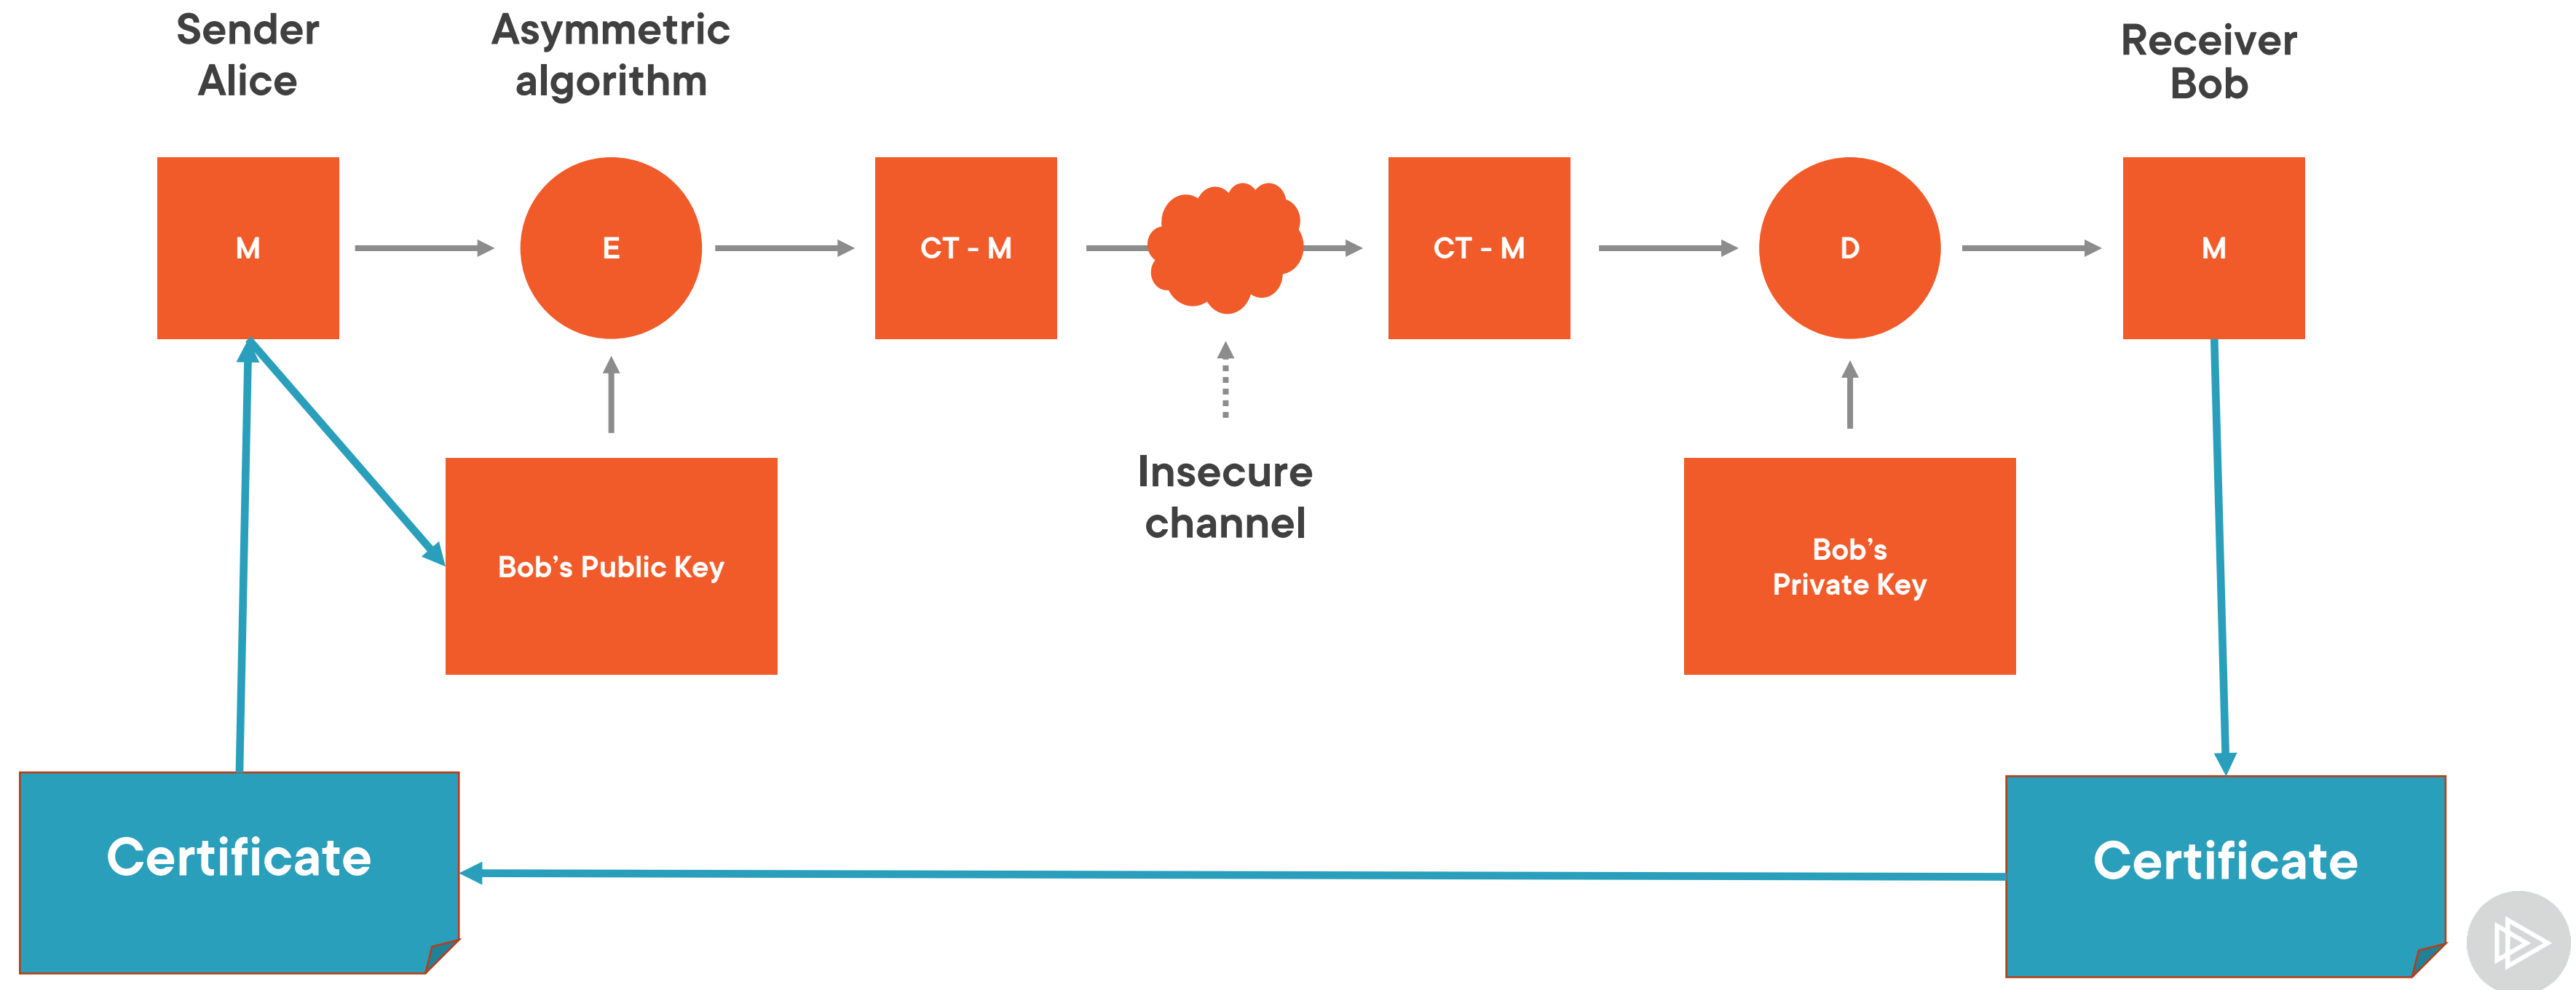 Sender
Alice
Asymmetric
algorithm
Receiver
Bob
M
E
CT - M
CT - M
D
M
Insecure
channel
Bob’s Public Key
Bob’s
Private Key
Certificate
Certificate